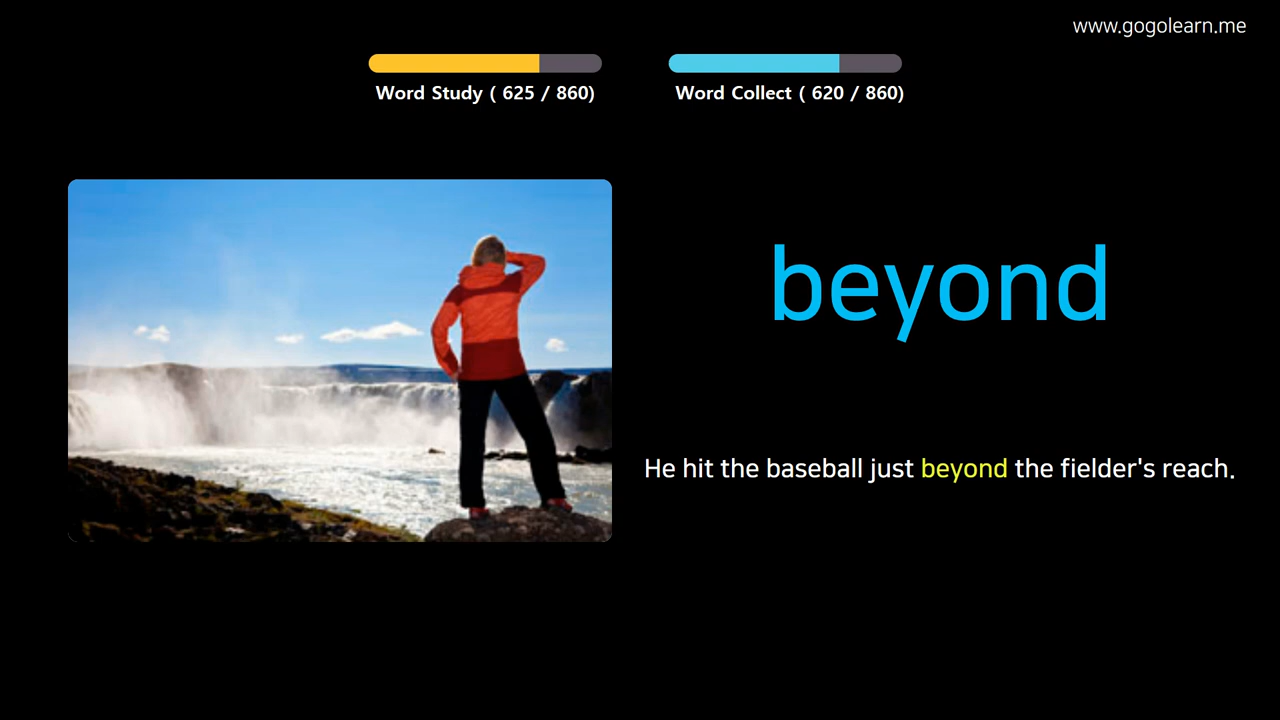 www.gogolearn.me
Word Study ( 625 / 860)
Word Collect ( 620 / 860)
beyond
He hit the baseball just beyond the fielder's reach.